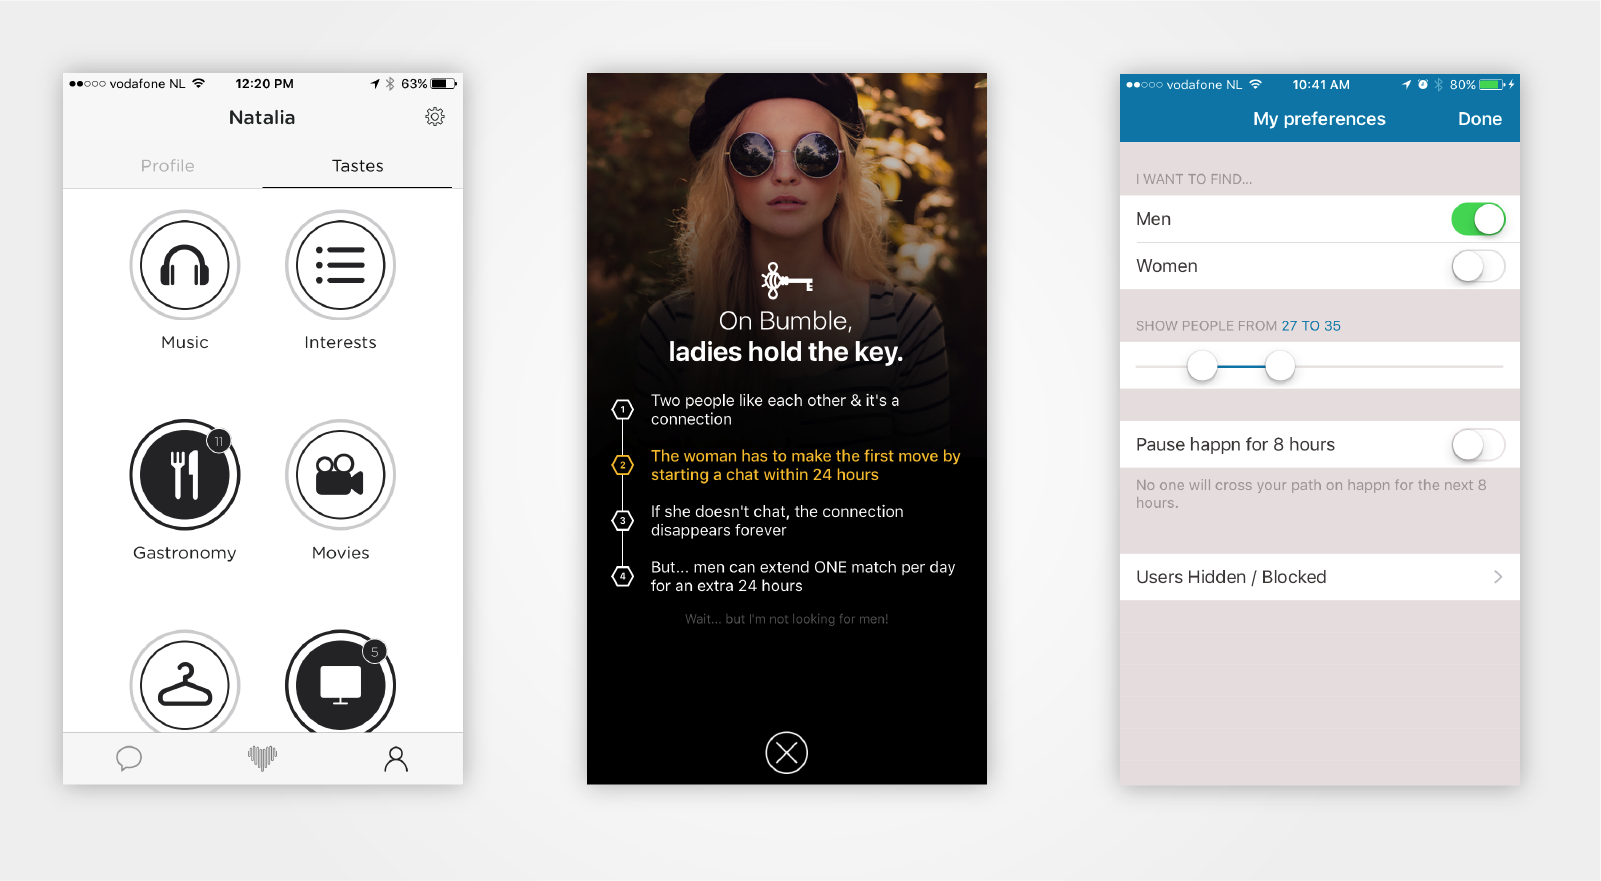 vodafone NL 12:20 PM 63%
Natalia
Profile Tastes
Music Interests
11
Gastronomy Movies
5
On Bumble,
ladies hold the key.
1 Two people like each other & it's a
connection
2 The woman has to make the first move by
starting a chat within 24 hours
3 If she doesn't chat, the connection
disappears forever
4 But... men can extend ONE match per day
for an extra 24 hours
Wait... but I'm not looking for men!
vodafone NL 10:41 AM 80%
My preferences Done
I WANT TO FIND...
Men
Women
SHOW PEOPLE FROM 27 TO 35
Pause happn for 8 hours
No one will cross your path on happn for the next 8
hours.
Users Hidden / Blocked